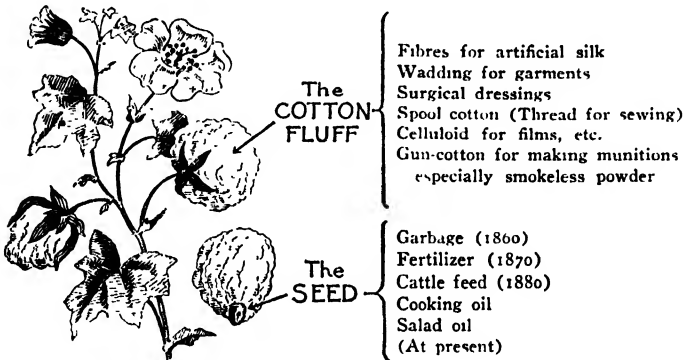 The
COTTON
FLUFF
Fibres for artificial silk
Wadding for garments
Surgical dressings
Spool cotton (Thread for sewing)
Celluloid for films, etc.
Gun-cotton for making munitions
especially smokeless powder
The
SEED
Garbage (1860)
Fertilizer (1870)
Cattle feed (1880)
Cooking oil
Salad oil
(At present)